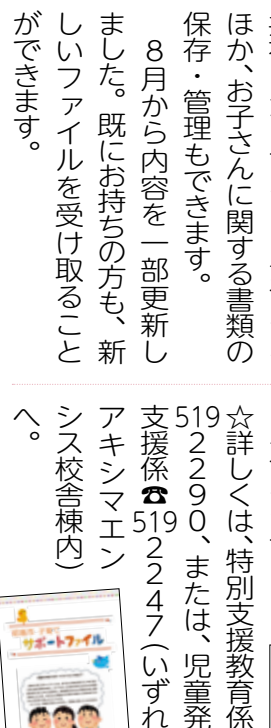 ほか、お子さんに関する書類の
保存・管理もできます。
　８月から内容を一部更新し
ました。既にお持ちの方も、新
しいファイルを受け取ること
ができます。
☆詳しくは、特別支援教育係
519２２９０、または、児童発
支援係☎519２２４７（いずれ
アキシマエン
シス校舎棟内）
へ。
サポートファイル